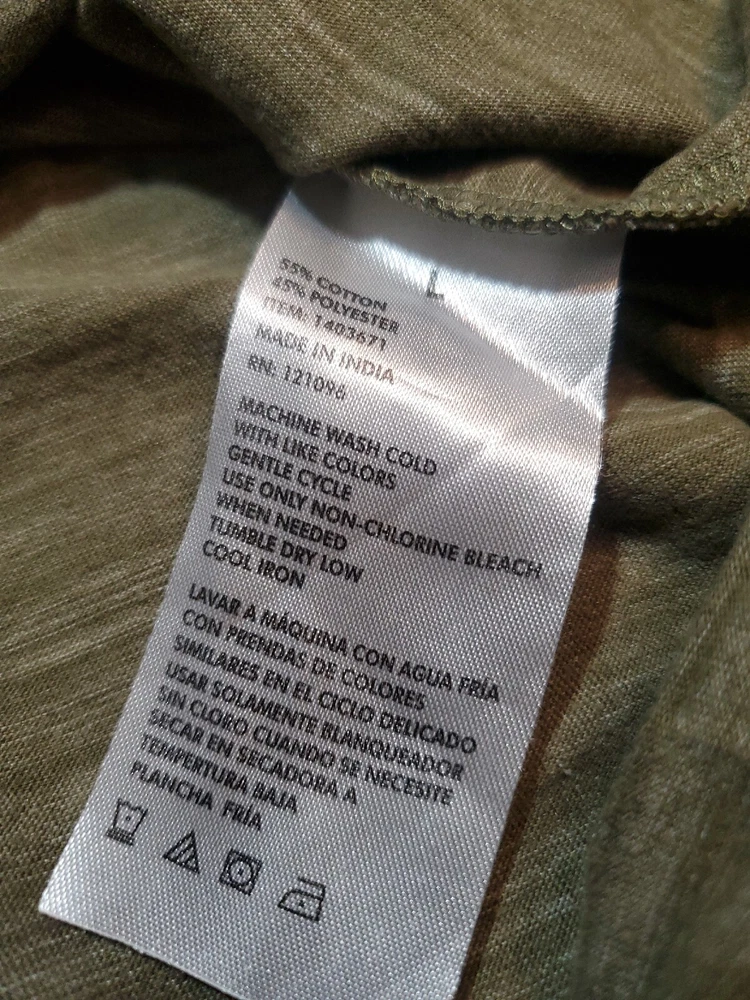 L
55% COTTON
45% POLYESTER
ITEM: 1403671
MADE IN INDIA
RN: 121096
MACHINE WASH COLD
WITH LIKE COLORS
GENTLE CYCLE
USE ONLY NON-CHLORINE BLEACH
WHEN NEEDED
TUMBLE DRY LOW
COOL IRON
LAVAR A MÁQUINA CON AGUA FRÍA
CON PRENDAS DE COLORES
SIMILARES EN EL CICLO DELICADO
USAR SOLAMENTE BLANQUEADOR
SIN CLORO CUANDO SE NECESITE
SECAR EN SECADORA A
TEMPERTURA BAJA
PLANCHA FRÍA